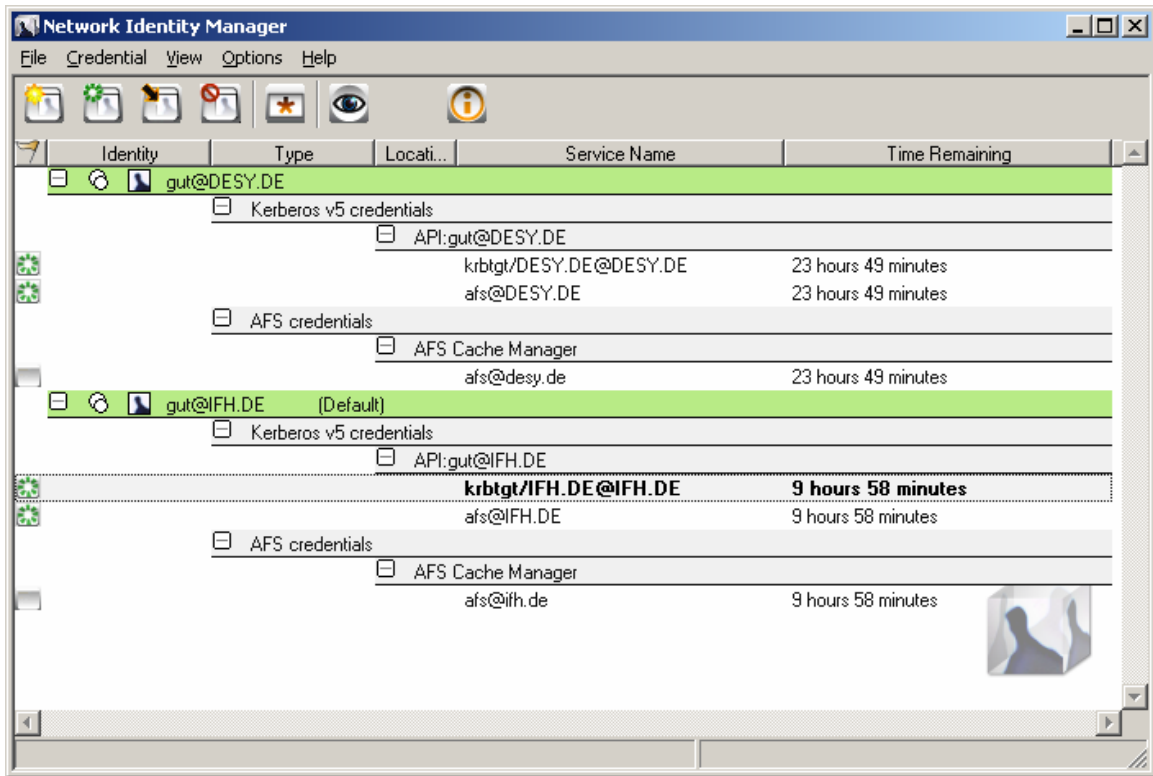 Network Identity Manager
File Credential View Options Help
Identity Type Locati... Service Name Time Remaining
gut@DESY.DE
Kerberos v5 credentials
API:gut@DESY.DE
krbtgt/DESY.DE@DESY.DE 23 hours 49 minutes
afs@DESY.DE 23 hours 49 minutes
AFS credentials
AFS Cache Manager
afs@desy.de 23 hours 49 minutes
gut@IFH.DE (Default)
Kerberos v5 credentials
API:gut@IFH.DE
krbtgt/IFH.DE@IFH.DE 9 hours 58 minutes
afs@IFH.DE 9 hours 58 minutes
AFS credentials
AFS Cache Manager
afs@ifh.de 9 hours 58 minutes